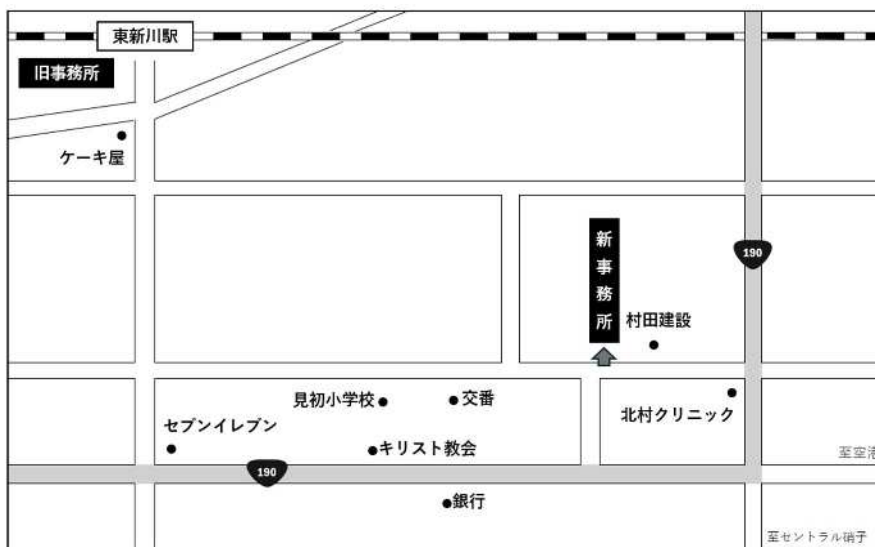 東新川駅
旧事務所
ケーキ屋
新事務所
190
村田建設
見初小学校
交番
北村クリニック
セブンイレブン
キリスト教会
至空港
190
銀行
至セントラル硝子